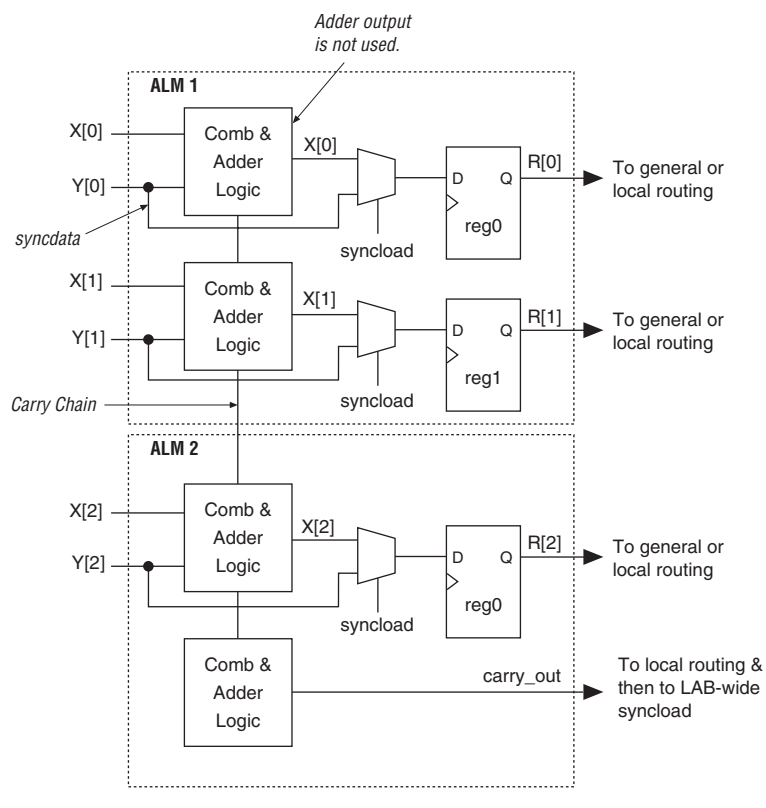 Adder output
is not used.
ALM 1
X[0]
Comb &
Adder
Logic
X[0]
Y[0]
syncdata
syncload
D Q
reg0
R[0]
To general or
local routing
X[1]
Comb &
Adder
Logic
X[1]
Y[1]
syncload
D Q
reg1
R[1]
To general or
local routing
Carry Chain
ALM 2
X[2]
Comb &
Adder
Logic
X[2]
Y[2]
syncload
D Q
reg0
R[2]
To general or
local routing
Comb &
Adder
Logic
carry_out
To local routing &
then to LAB-wide
syncload